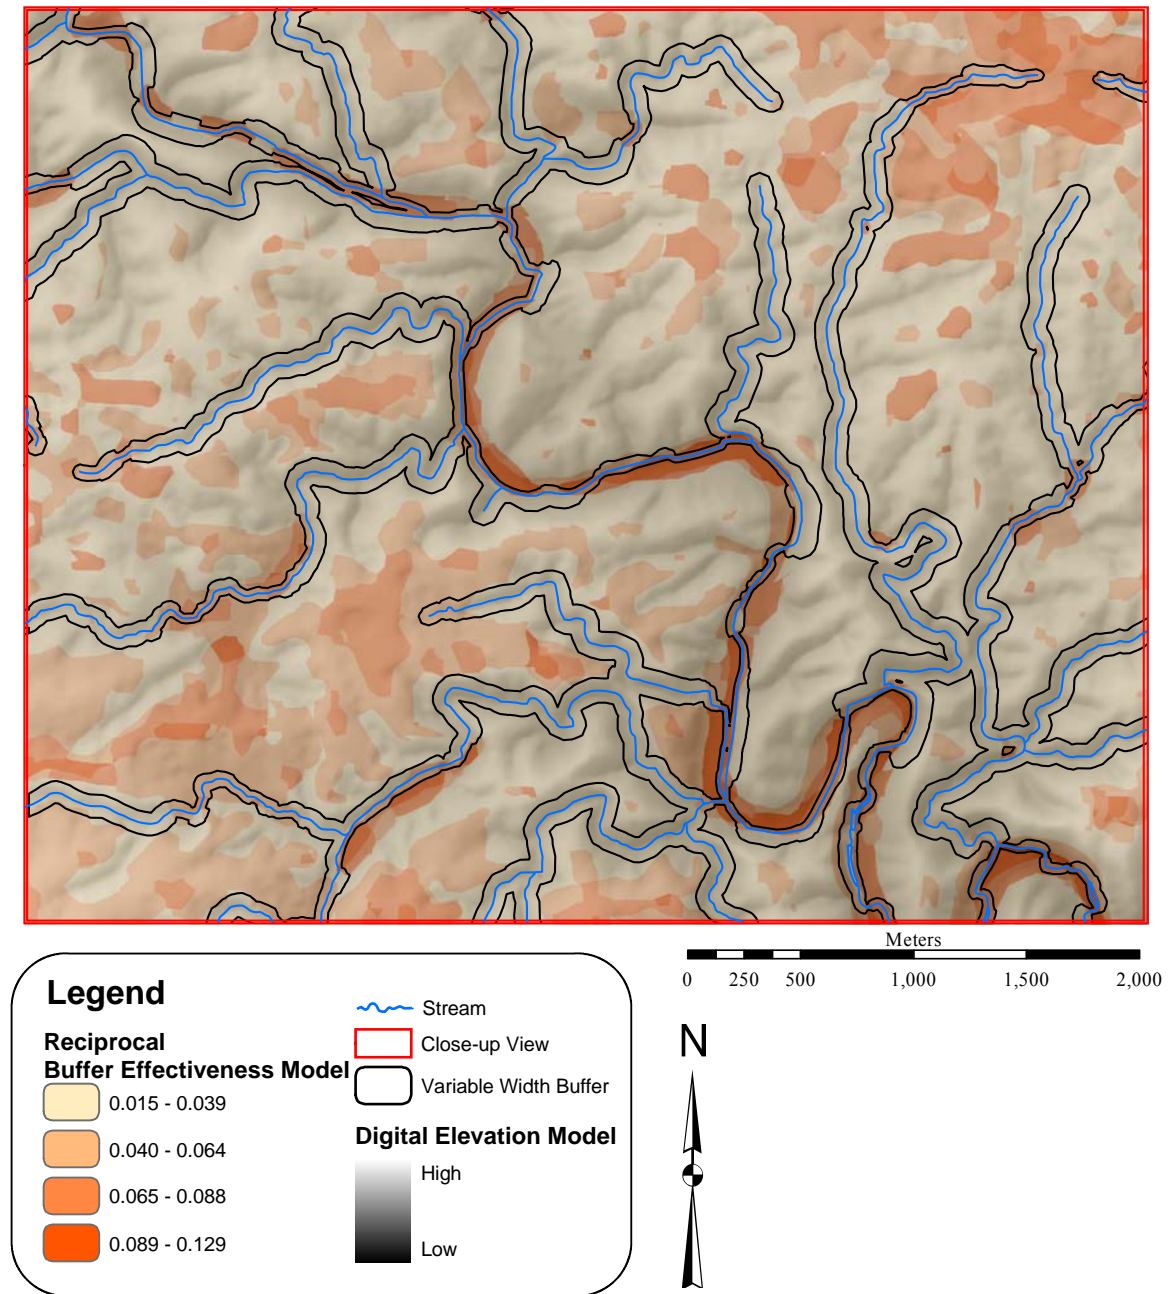 Meters
0 250 500 1,000 1,500 2,000
Legend
Reciprocal
Buffer Effectiveness Model
0.015 - 0.039
0.040 - 0.064
0.065 - 0.088
0.089 - 0.129
Stream
Close-up View
Variable Width Buffer
Digital Elevation Model
High
Low
N